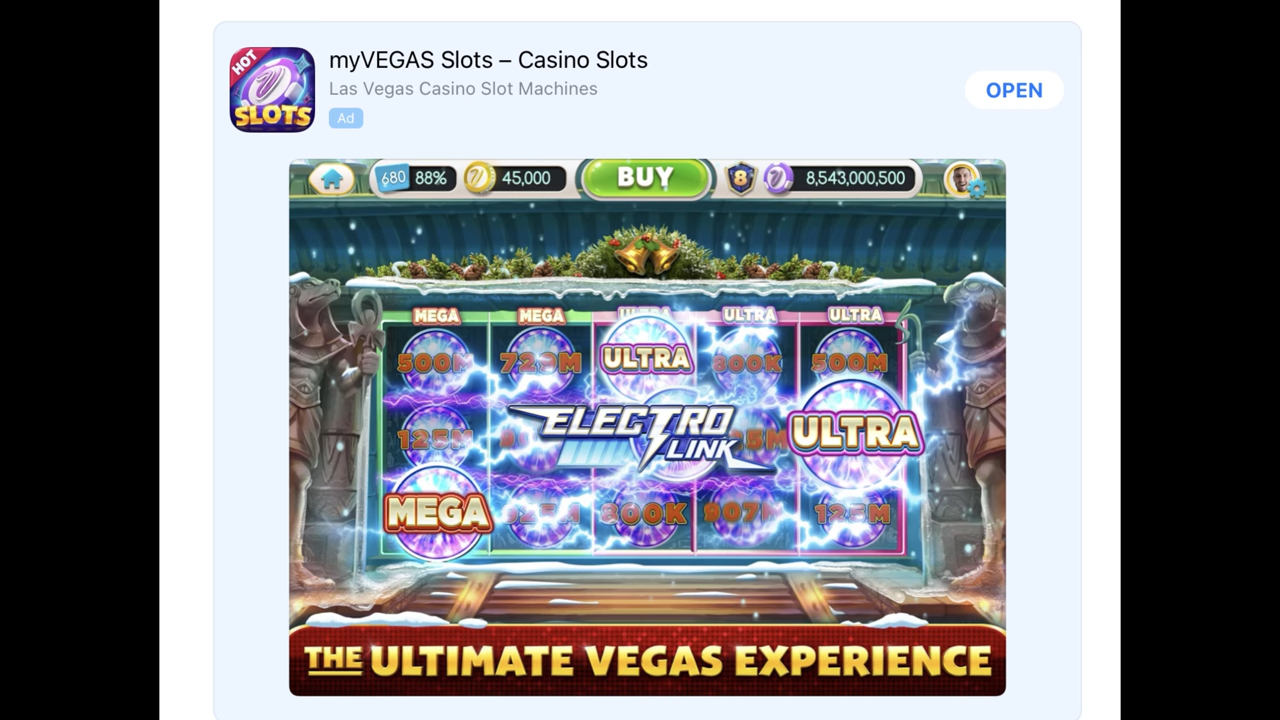 HOT
SLOTS
myVEGAS Slots – Casino Slots
Las Vegas Casino Slot Machines
Ad
OPEN
680 88%
45,000
BUY
8
8,543,000,500
MEGA MEGA ULTRA ULTRA ULTRA
500M 723M ULTRA 800K 500M
125M ELECTRO ULTRA
LINK
MEGA 800K 907M 125M
THE ULTIMATE VEGAS EXPERIENCE